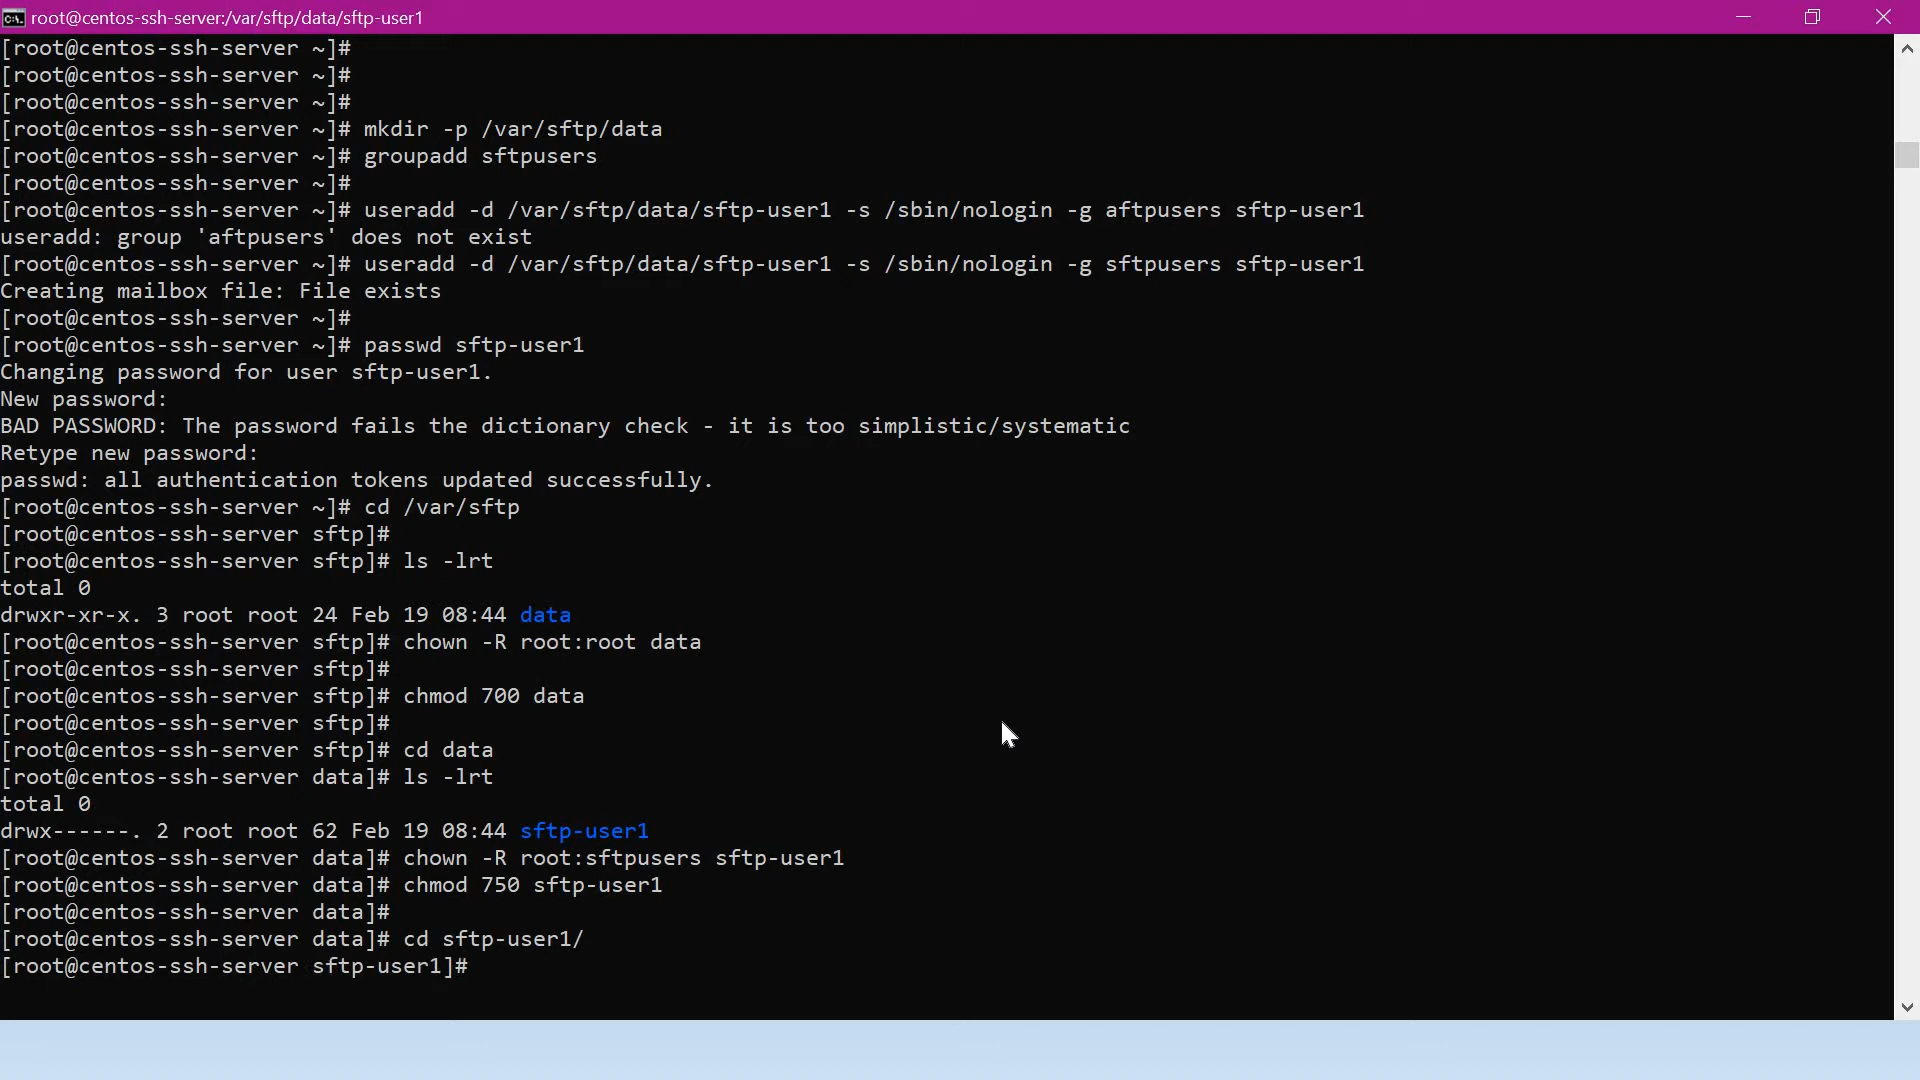 root@centos-ssh-server:/var/sftp/data/sftp-user1
[root@centos-ssh-server ~]#
[root@centos-ssh-server ~]#
[root@centos-ssh-server ~]#
[root@centos-ssh-server ~]# mkdir -p /var/sftp/data
[root@centos-ssh-server ~]# groupadd sftpusers
[root@centos-ssh-server ~]#
[root@centos-ssh-server ~]# useradd -d /var/sftp/data/sftp-user1 -s /sbin/nologin -g aftpusers sftp-user1
useradd: group 'aftpusers' does not exist
[root@centos-ssh-server ~]# useradd -d /var/sftp/data/sftp-user1 -s /sbin/nologin -g sftpusers sftp-user1
Creating mailbox file: File exists
[root@centos-ssh-server ~]#
[root@centos-ssh-server ~]# passwd sftp-user1
Changing password for user sftp-user1.
New password:
BAD PASSWORD: The password fails the dictionary check - it is too simplistic/systematic
Retype new password:
passwd: all authentication tokens updated successfully.
[root@centos-ssh-server ~]# cd /var/sftp
[root@centos-ssh-server sftp]#
[root@centos-ssh-server sftp]# ls -lrt
total 0
drwxr-xr-x. 3 root root 24 Feb 19 08:44 data
[root@centos-ssh-server sftp]# chown -R root:root data
[root@centos-ssh-server sftp]#
[root@centos-ssh-server sftp]# chmod 700 data
[root@centos-ssh-server sftp]#
[root@centos-ssh-server sftp]# cd data
[root@centos-ssh-server data]# ls -lrt
total 0
drwx------. 2 root root 62 Feb 19 08:44 sftp-user1
[root@centos-ssh-server data]# chown -R root:sftpusers sftp-user1
[root@centos-ssh-server data]# chmod 750 sftp-user1
[root@centos-ssh-server data]#
[root@centos-ssh-server data]# cd sftp-user1/
[root@centos-ssh-server sftp-user1]#